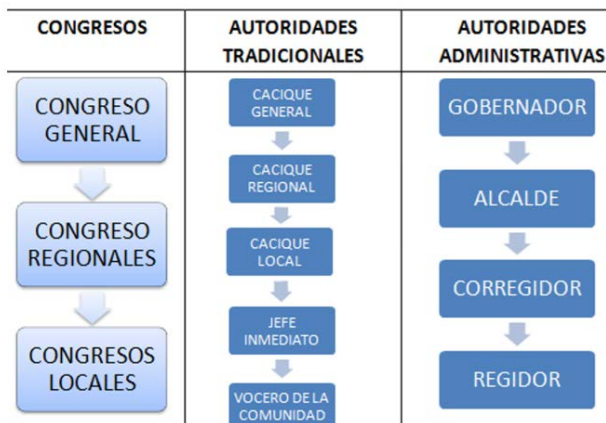 CONGRESOS
CONGRESO
GENERAL
CONGRESO
REGIONALES
CONGRESOS
LOCALES
AUTORIDADES
TRADICIONALES
CACIQUE
GENERAL
CACIQUE
REGIONAL
CACIQUE
LOCAL
JEFE
INMEDIATO
VOCERO DE LA
COMUNIDAD
AUTORIDADES
ADMINISTRATIVAS
GOBERNADOR
ALCALDE
CORREGIDOR
REGIDOR